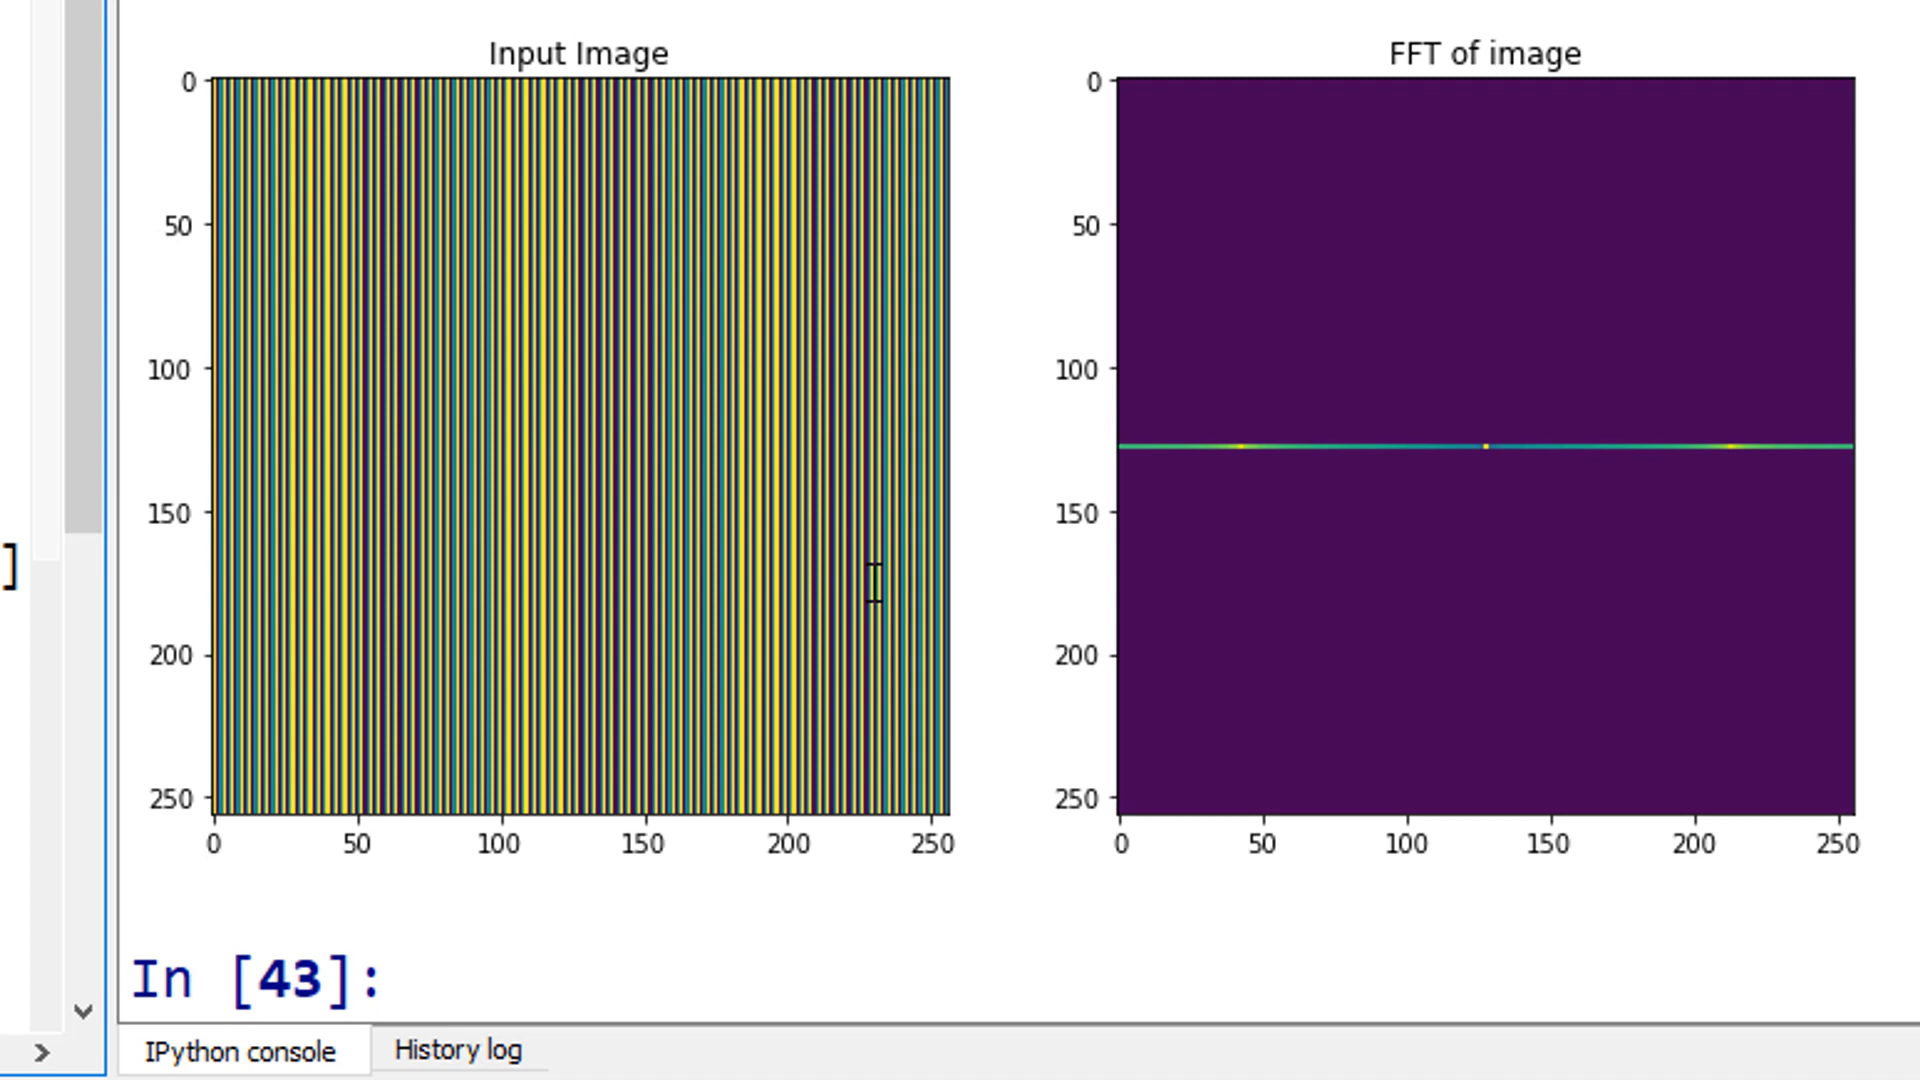 Input Image
0
50
100
150
200
250
0 50 100 150 200 250
FFT of image
0
50
100
150
200
250
0 50 100 150 200 250
]
In [43]:
IPython console History log